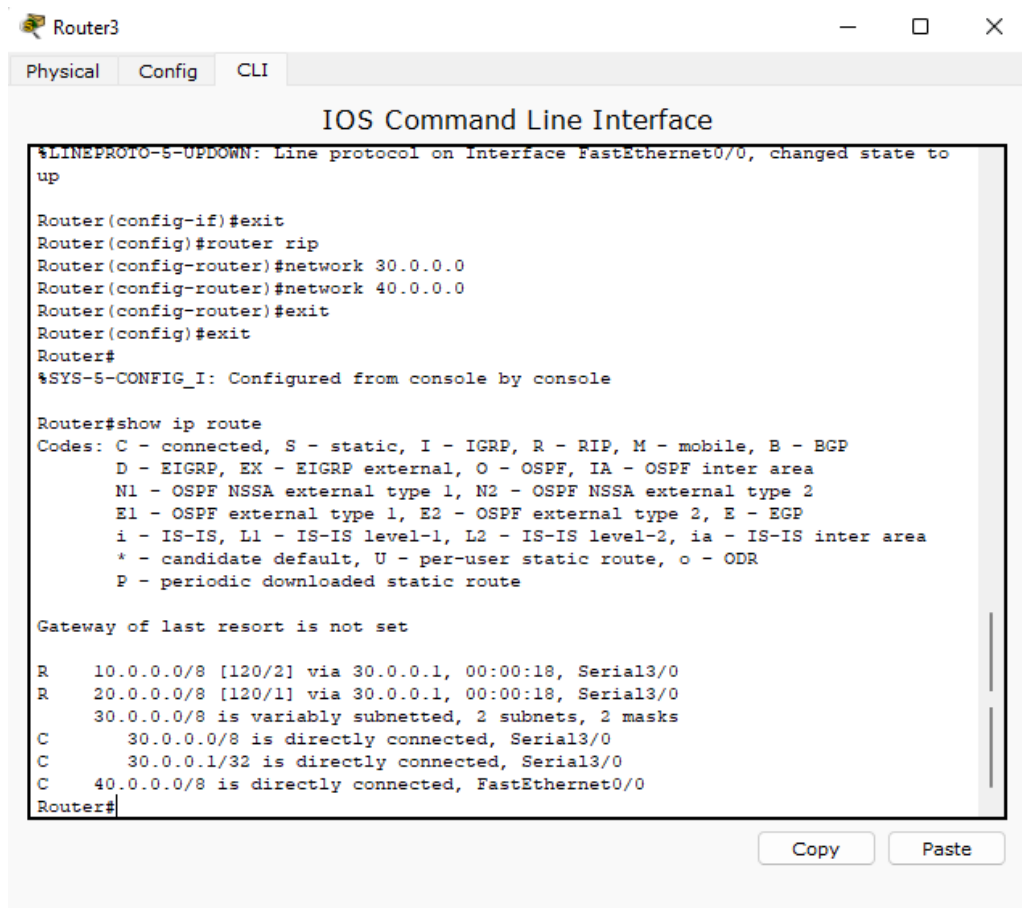 Router3
Physical Config CLI
IOS Command Line Interface
%LINEPROTO-5-UPDOWN: Line protocol on Interface FastEthernet0/0, changed state to
up
Router(config-if)#exit
Router(config)#router rip
Router(config-router)#network 30.0.0.0
Router(config-router)#network 40.0.0.0
Router(config-router)#exit
Router(config)#exit
Router#
%SYS-5-CONFIG_I: Configured from console by console
Router#show ip route
Codes: C - connected, S - static, I - IGRP, R - RIP, M - mobile, B - BGP
D - EIGRP, EX - EIGRP external, O - OSPF, IA - OSPF inter area
N1 - OSPF NSSA external type 1, N2 - OSPF NSSA external type 2
E1 - OSPF external type 1, E2 - OSPF external type 2, E - EGP
i - IS-IS, L1 - IS-IS level-1, L2 - IS-IS level-2, ia - IS-IS inter area
* - candidate default, U - per-user static route, o - ODR
P - periodic downloaded static route
Gateway of last resort is not set
R 10.0.0.0/8 [120/2] via 30.0.0.1, 00:00:18, Serial3/0
R 20.0.0.0/8 [120/1] via 30.0.0.1, 00:00:18, Serial3/0
30.0.0.0/8 is variably subnetted, 2 subnets, 2 masks
C 30.0.0.0/8 is directly connected, Serial3/0
C 30.0.0.1/32 is directly connected, Serial3/0
C 40.0.0.0/8 is directly connected, FastEthernet0/0
Router#
Copy Paste